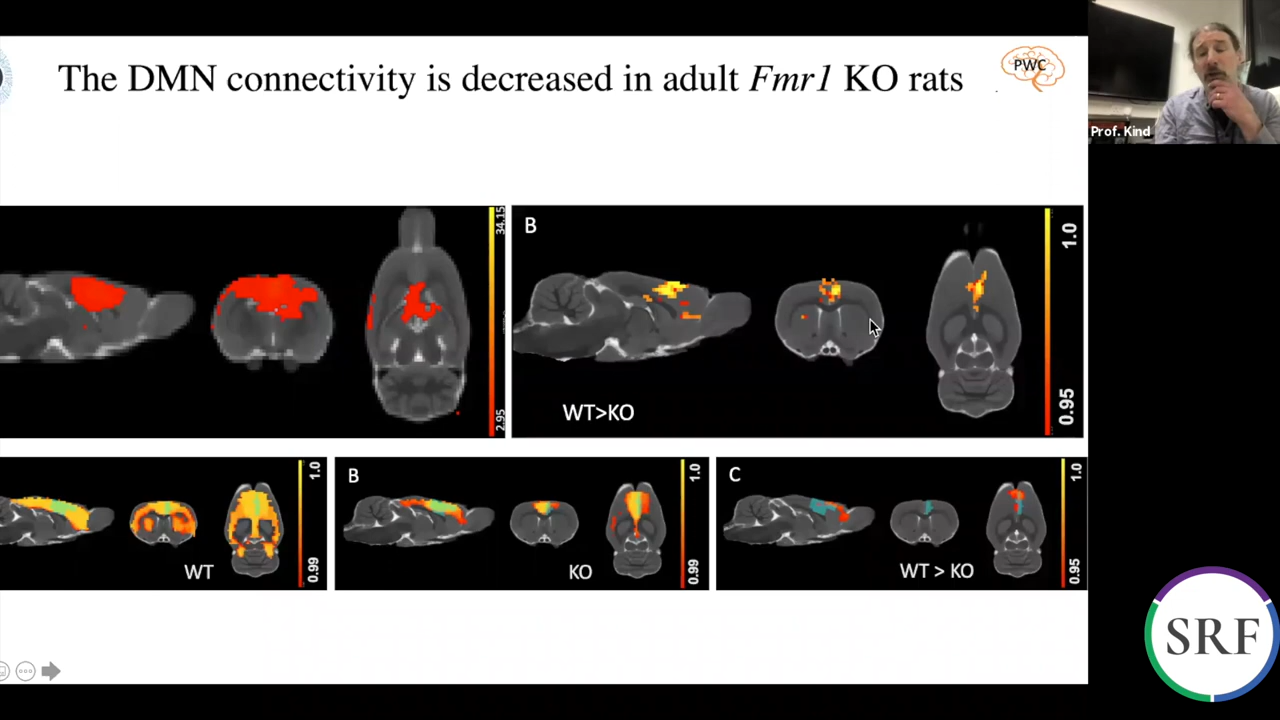 The DMN connectivity is decreased in adult Fmr1 KO rats
PWC
Prof. Kind
34.15
2.95
B
WT>KO
1.0
0.95
WT
1.0
0.99
B
KO
1.0
0.99
C
WT > KO
1.0
0.95
SRF